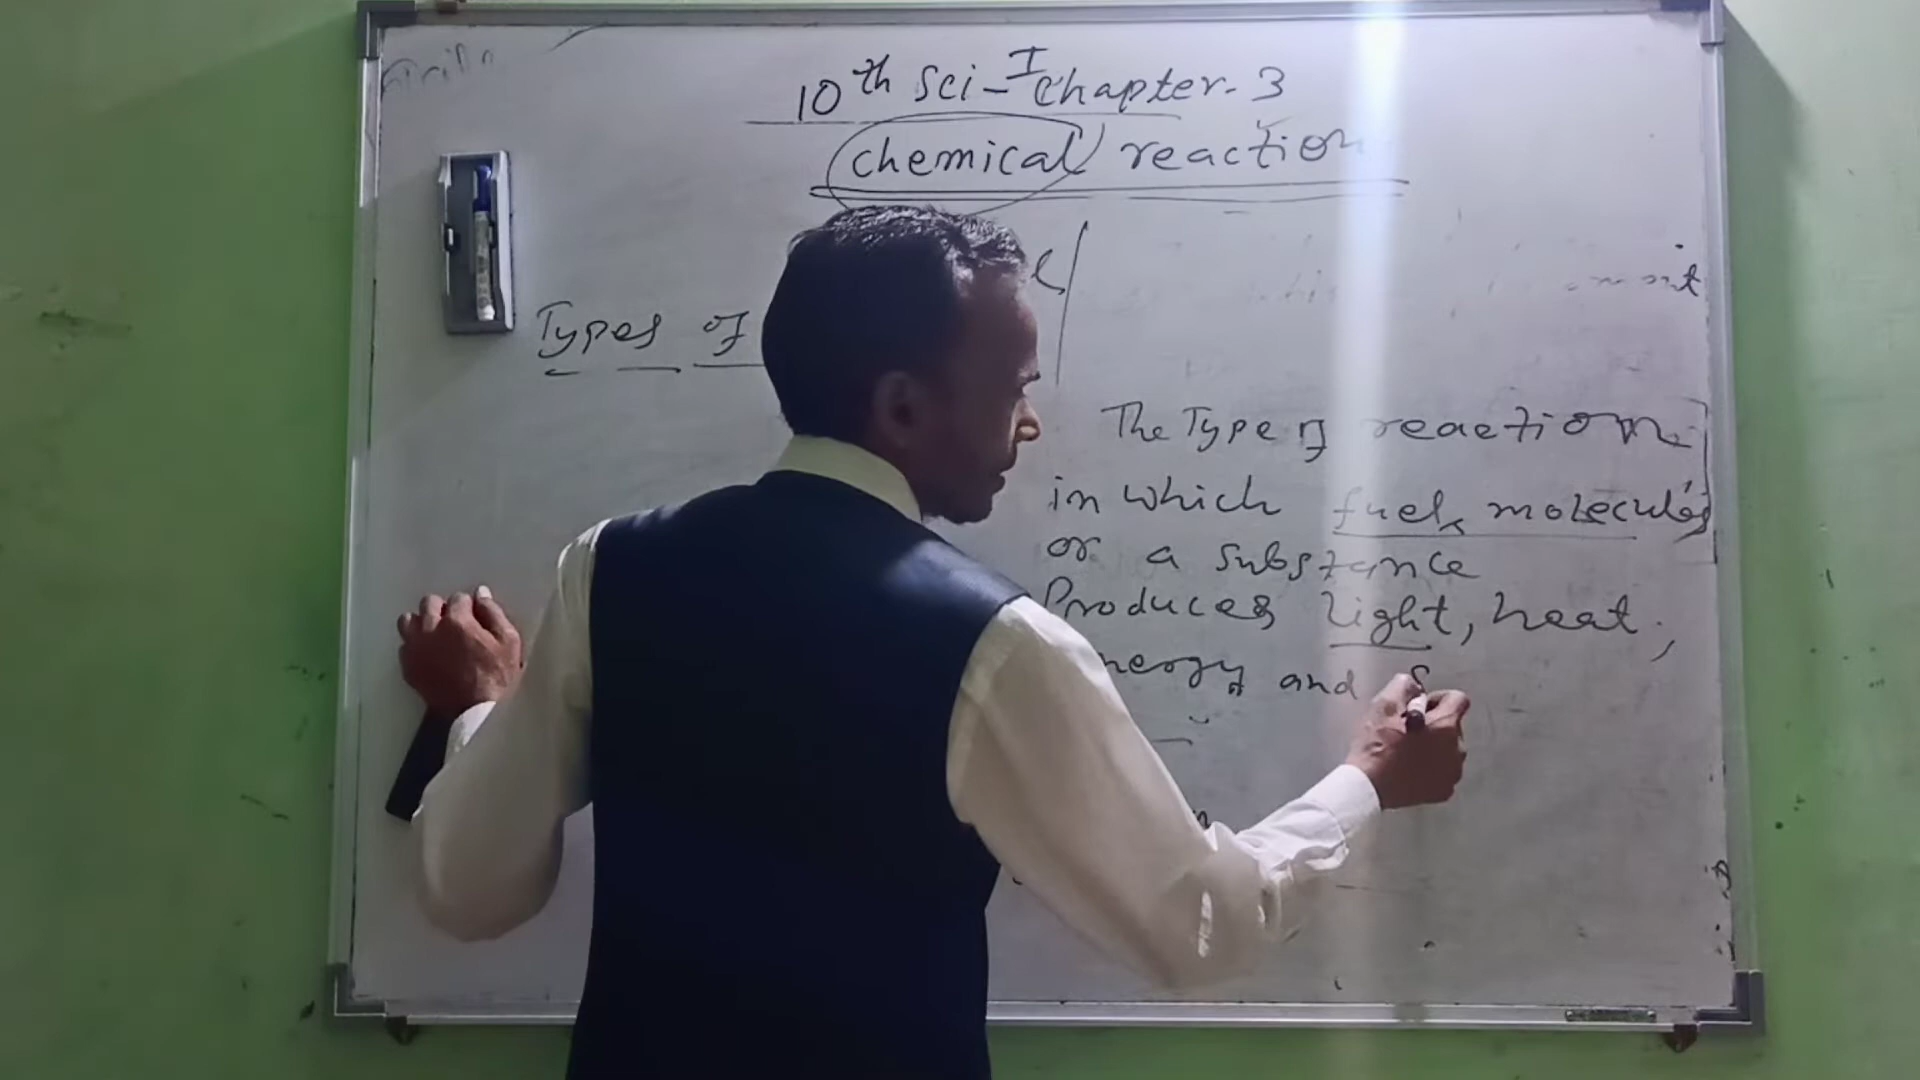 10th Sci-I Chapter-3
chemical reaction
Types of
The Type of reaction
in which fuel, molecules
or a substance
Produces light, heat,
and